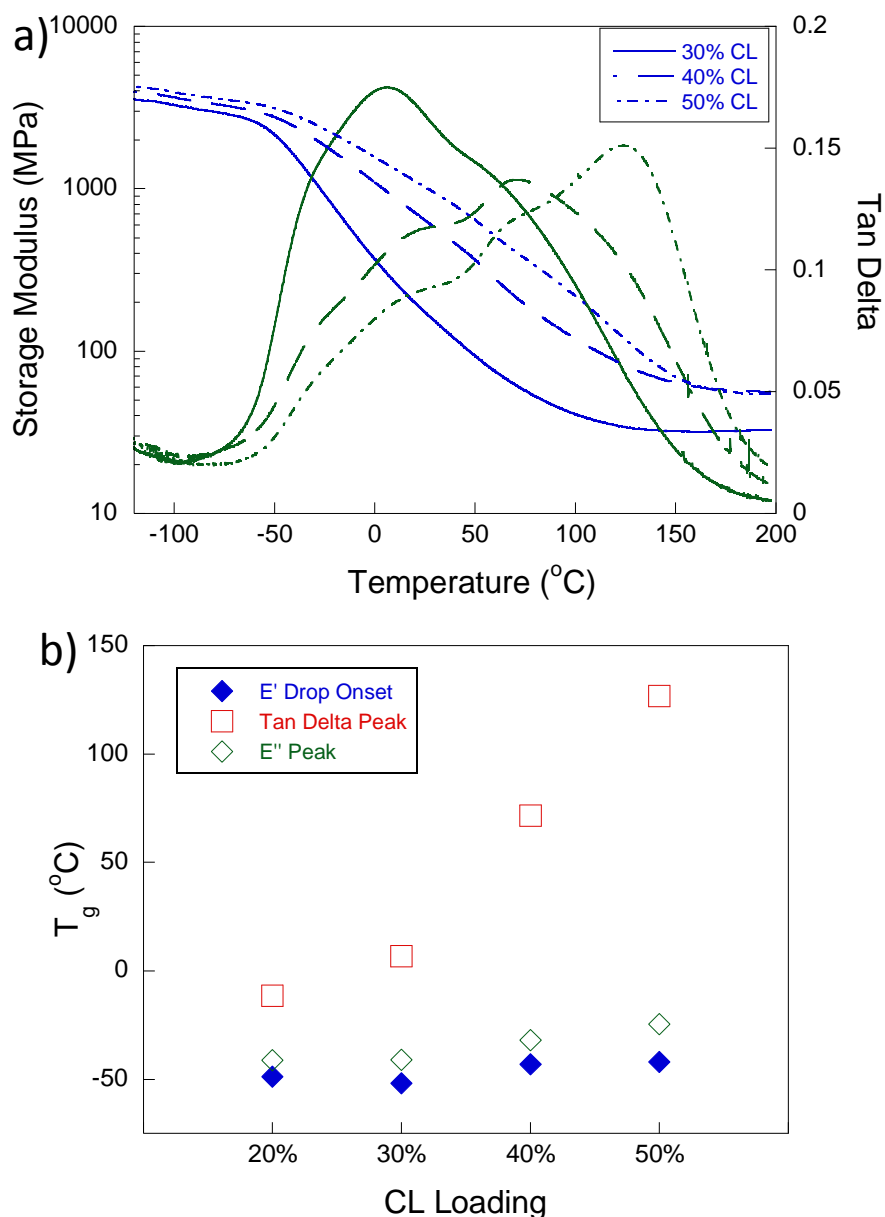 a)
10000
1000
100
10
Storage Modulus (MPa)
30% CL
40% CL
50% CL
0.2
0.15
0.1
0.05
0
Tan Delta
-100 -50 0 50 100 150 200
Temperature (°C)
b)
150
100
50
0
-50
Tg (°C)
E' Drop Onset
Tan Delta Peak
E'' Peak
20% 30% 40% 50%
CL Loading